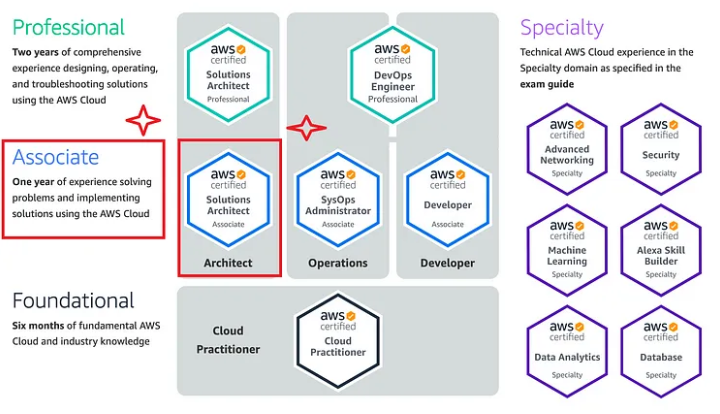 Professional
Two years of comprehensive
experience designing, operating,
and troubleshooting solutions
using the AWS Cloud
aws
certified
Solutions
Architect
Professional
aws
certified
DevOps
Engineer
Professional
Associate
One year of experience solving
problems and implementing
solutions using the AWS Cloud
aws
certified
Solutions
Architect
Associate
aws
certified
SysOps
Administrator
Associate
aws
certified
Developer
Associate
Architect
Operations
Developer
Foundational
Six months of fundamental AWS
Cloud and industry knowledge
Cloud
Practitioner
aws
certified
Cloud
Practitioner
Specialty
Technical AWS Cloud experience in the
Specialty domain as specified in the
exam guide
aws
certified
Advanced
Networking
Specialty
aws
certified
Security
Specialty
aws
certified
Machine
Learning
Specialty
aws
certified
Alexa Skill
Builder
Specialty
aws
certified
Data Analytics
Specialty
aws
certified
Database
Specialty